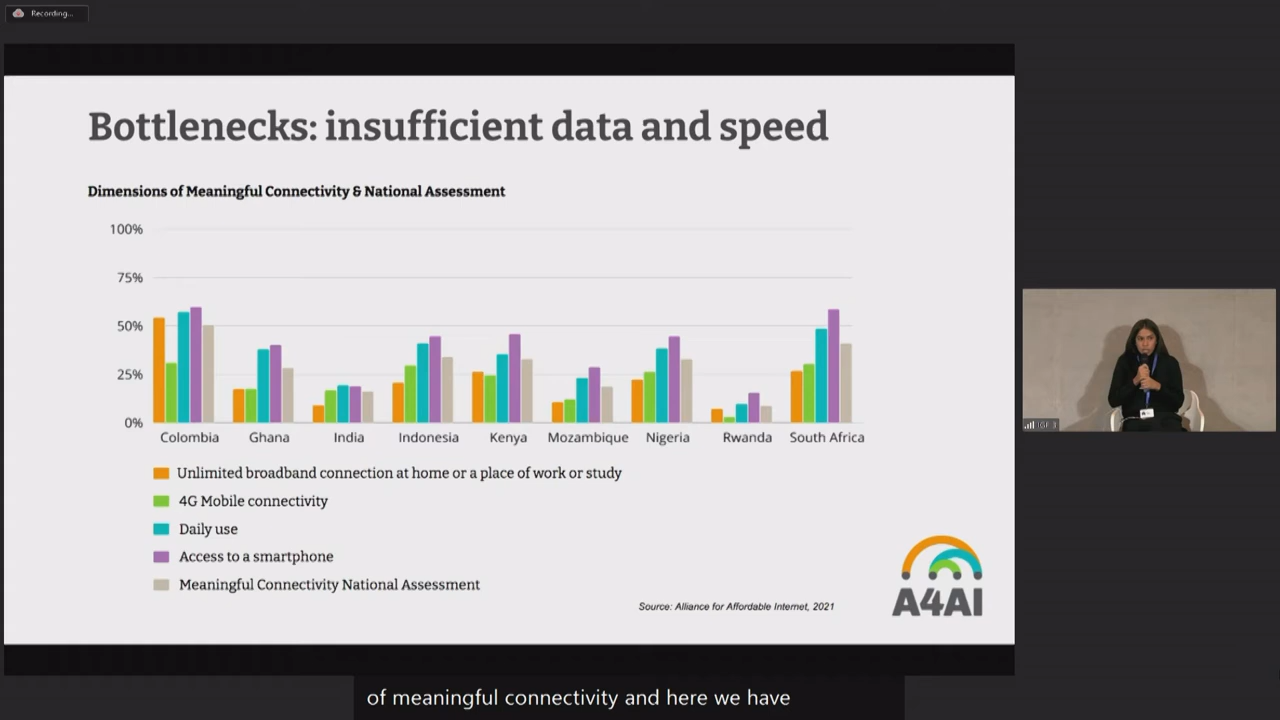 Recording...
Bottlenecks: insufficient data and speed
Dimensions of Meaningful Connectivity & National Assessment
100%
75%
50%
25%
0%
Colombia Ghana India Indonesia Kenya Mozambique Nigeria Rwanda South Africa
Unlimited broadband connection at home or a place of work or study
4G Mobile connectivity
Daily use
Access to a smartphone
Meaningful Connectivity National Assessment
Source: Alliance for Affordable Internet, 2021
A4AI
IGF 3
of meaningful connectivity and here we have